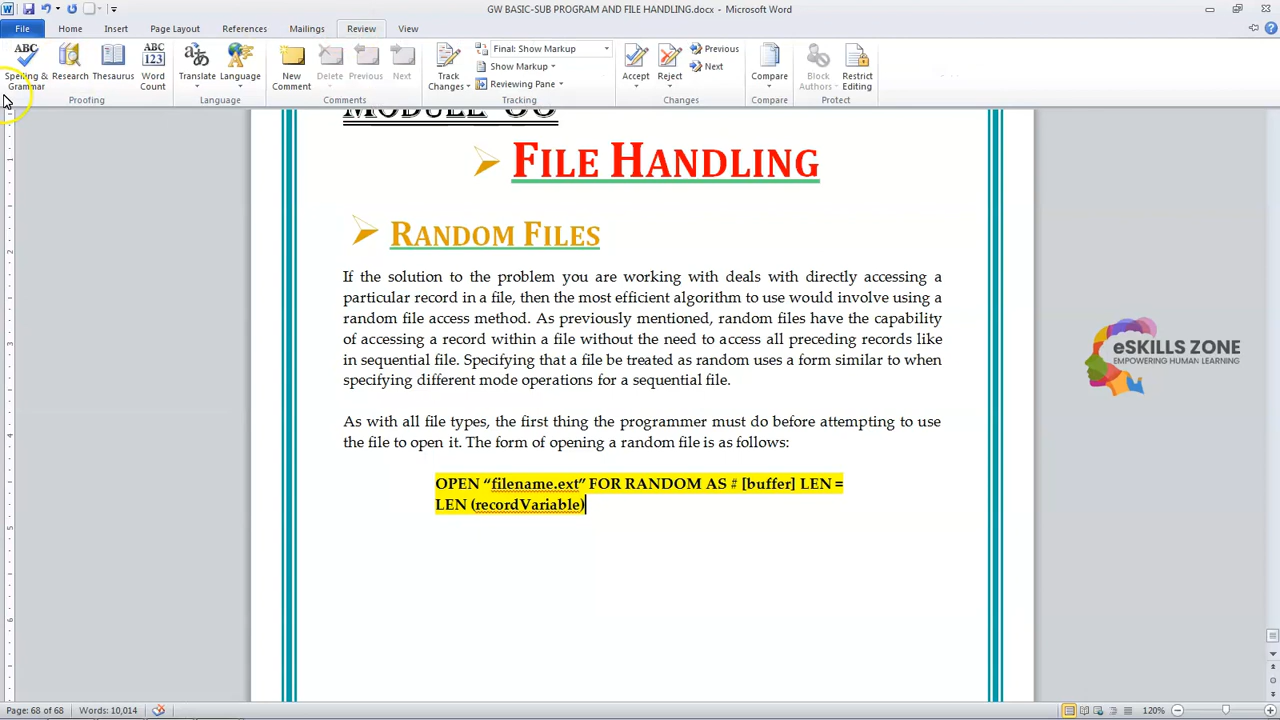 GW BASIC-SUB PROGRAM AND FILE HANDLING.docx - Microsoft Word
File Home Insert Page Layout References Mailings Review View
Spelling & Grammar
Research
Thesaurus
Word Count
Proofing
Translate
Language
Language
New Comment
Delete
Previous
Next
Comments
Track Changes
Final: Show Markup
Show Markup
Reviewing Pane
Tracking
Accept
Reject
Previous
Next
Changes
Compare
Compare
Block Authors
Restrict Editing
Protect
FILE HANDLING
RANDOM FILES
If the solution to the problem you are working with deals with directly accessing a
particular record in a file, then the most efficient algorithm to use would involve using a
random file access method. As previously mentioned, random files have the capability
of accessing a record within a file without the need to access all preceding records like
in sequential file. Specifying that a file be treated as random uses a form similar to when
specifying different mode operations for a sequential file.
As with all file types, the first thing the programmer must do before attempting to use
the file to open it. The form of opening a random file is as follows:
OPEN “filename.ext” FOR RANDOM AS # [buffer] LEN =
LEN (recordVariable)
eSKILLS ZONE
EMPOWERING HUMAN LEARNING
Page: 68 of 68 Words: 10,014 120%